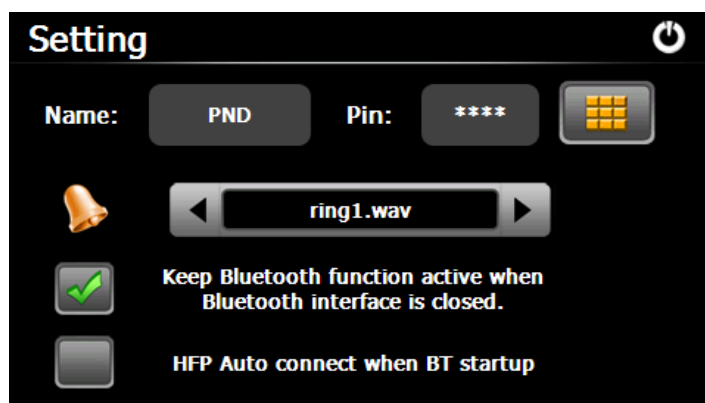 Setting
Name: PND Pin: ****
ring1.wav
Keep Bluetooth function active when
Bluetooth interface is closed.
HFP Auto connect when BT startup